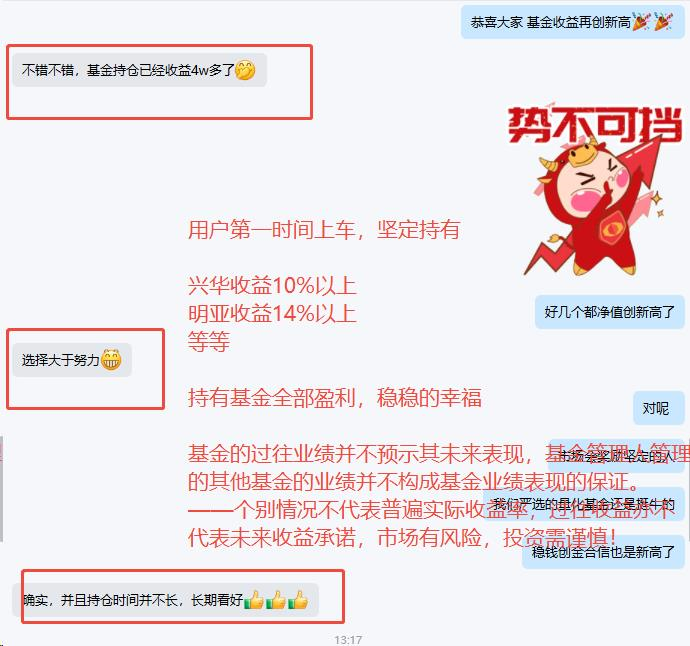 恭喜大家 基金收益再创新高🎉🎉
不错不错，基金持仓已经收益4w多了🤭
势不可挡
用户第一时间上车，坚定持有
兴华收益10%以上
明亚收益14%以上
等等
好几个都净值创新高了
选择大于努力😁
持有基金全部盈利，稳稳的幸福
对呢
基金的过往业绩并不预示其未来表现，基金管理人管理
市场会奖励坚定的人
的其他基金的业绩并不构成基金业绩表现的保证。
我们严选的量化基金还是挺牛的
——个别情况不代表普遍实际收益率，过往收益亦不
代表未来收益承诺，市场有风险，投资需谨慎！
稳钱创金合信也是新高了
确实，并且持仓时间并不长，长期看好👍👍👍
13:17